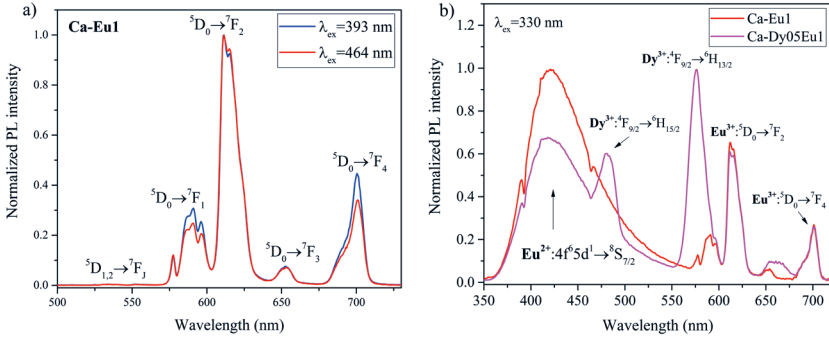 a)
Ca-Eu1
⁵D₀→⁷F₂
λex=393 nm
λex=464 nm
⁵D₀→⁷F₄
⁵D₀→⁷F₁
⁵D₁,₂→⁷FJ
⁵D₀→⁷F₃
Normalized PL intensity
1.0
0.8
0.6
0.4
0.2
0.0
500 550 600 650 700
Wavelength (nm)
b)
λex=330 nm
Ca-Eu1
Ca-Dy05Eu1
Dy³⁺:⁴F₉/₂→⁶H₁₃/₂
Dy³⁺:⁴F₉/₂→⁶H₁₅/₂
Eu³⁺:⁵D₀→⁷F₂
Eu³⁺:⁵D₀→⁷F₄
Eu²⁺:4f⁶5d¹→⁸S₇/₂
Normalized PL intensity
1.0
0.8
0.6
0.4
0.2
0.0
350 400 450 500 550 600 650 700
Wavelength (nm)